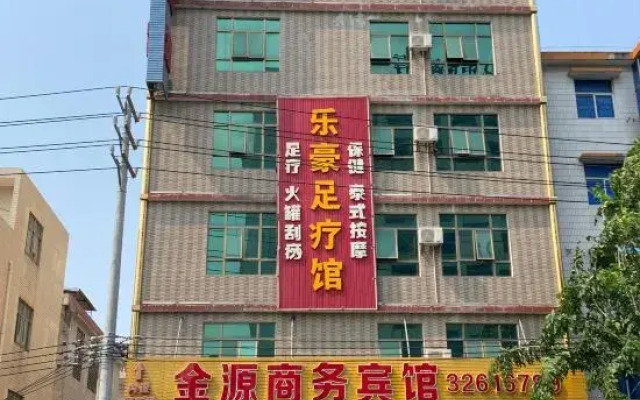 乐豪足疗馆
足疗 火罐刮痧
保健 泰式按摩
金源商务宾馆 32616789